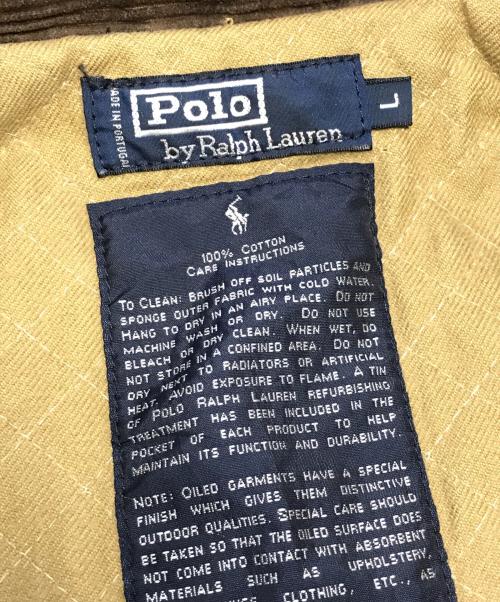 MADE IN PORTUGAL
Polo
by Ralph Lauren
L
100% COTTON
CARE INSTRUCTIONS
TO CLEAN: BRUSH OFF SOIL PARTICLES AND
SPONGE OUTER FABRIC WITH COLD WATER.
HANG TO DRY IN AN AIRY PLACE. DO NOT
MACHINE WASH OR DRY. DO NOT USE
BLEACH OR DRY CLEAN. WHEN WET, DO
NOT STORE IN A CONFINED AREA. DO NOT
DRY NEXT TO RADIATORS OR ARTIFICIAL
HEAT. AVOID EXPOSURE TO FLAME. A TIN
OF POLO RALPH LAUREN REFURBISHING
TREATMENT HAS BEEN INCLUDED IN THE
POCKET OF EACH PRODUCT TO HELP
MAINTAIN ITS FUNCTION AND DURABILITY.
NOTE: OILED GARMENTS HAVE A SPECIAL
FINISH WHICH GIVES THEM DISTINCTIVE
OUTDOOR QUALITIES. SPECIAL CARE SHOULD
BE TAKEN SO THAT THE OILED SURFACE DOES
NOT COME INTO CONTACT WITH ABSORBENT
MATERIALS SUCH AS UPHOLSTERY,
CLOTHING, ETC., AS